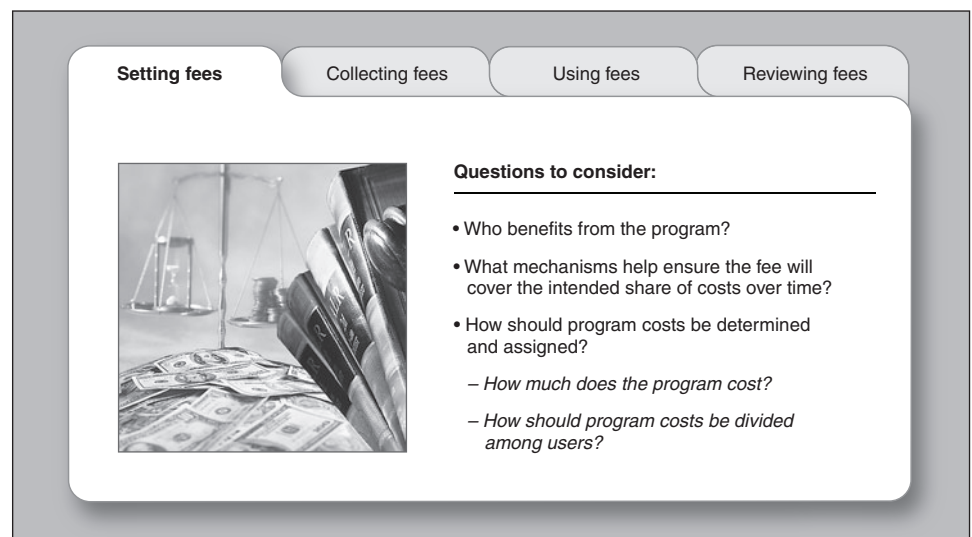 Setting fees
Collecting fees
Using fees
Reviewing fees
Questions to consider:
• Who benefits from the program?
• What mechanisms help ensure the fee will
cover the intended share of costs over time?
• How should program costs be determined
and assigned?
– How much does the program cost?
– How should program costs be divided
among users?